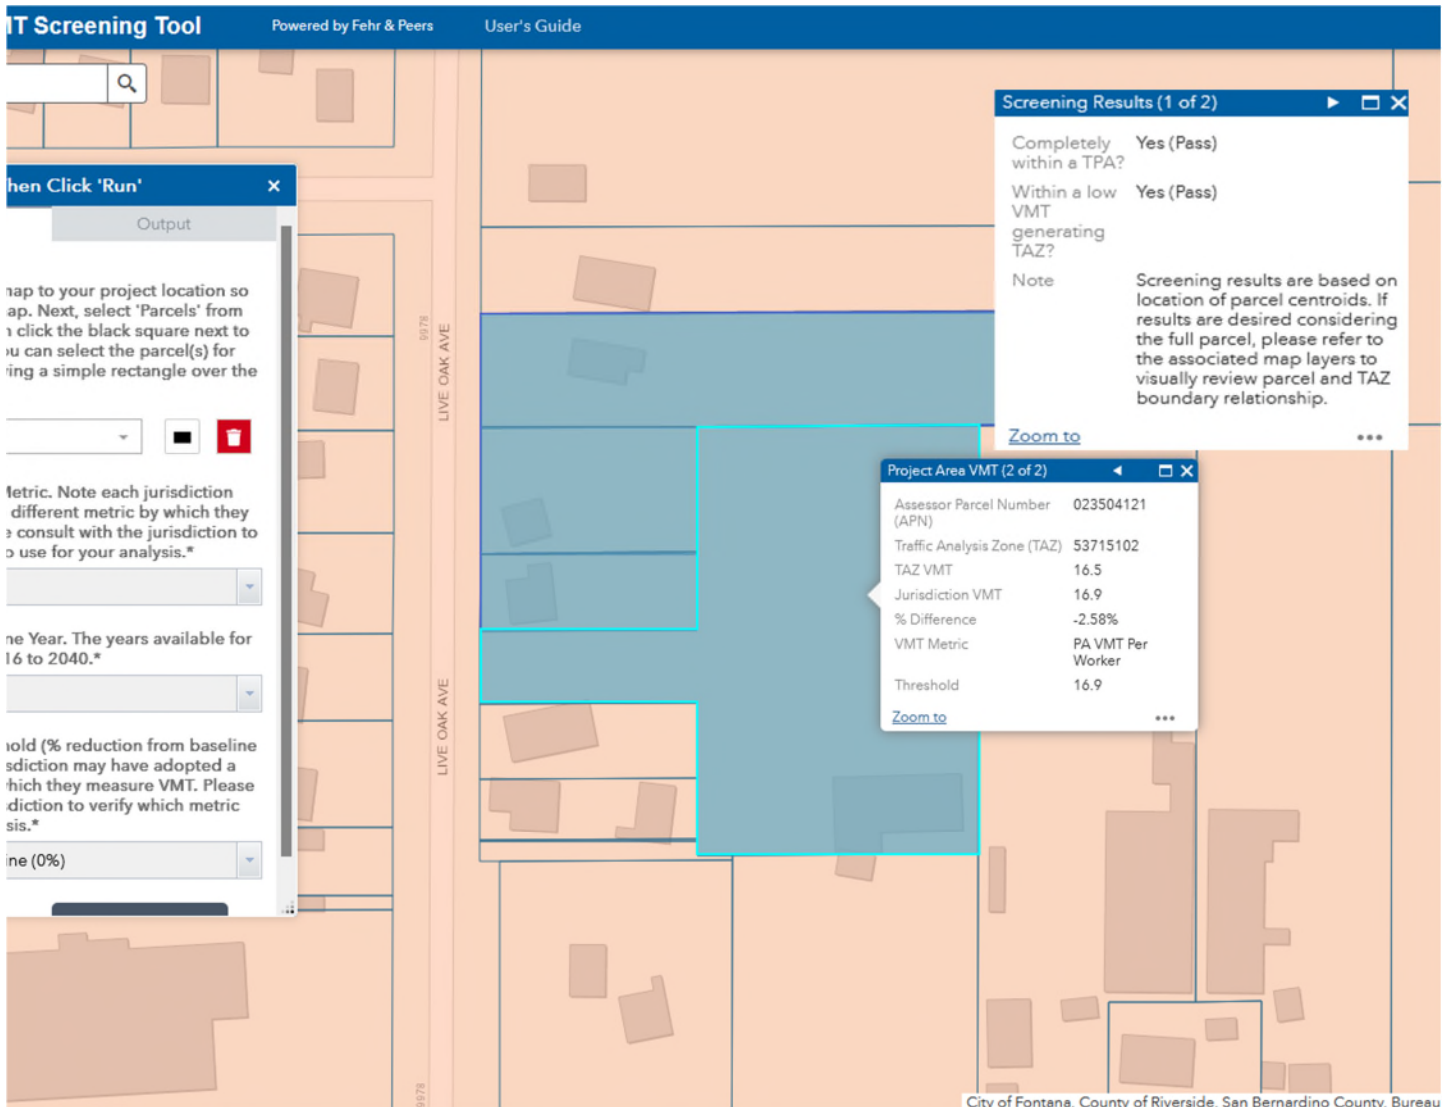 MT Screening Tool
Powered by Fehr & Peers
User's Guide
hen Click 'Run'
Output
nap to your project location so
ap. Next, select 'Parcels' from
n click the black square next to
ou can select the parcel(s) for
ving a simple rectangle over the
Metric. Note each jurisdiction
different metric by which they
e consult with the jurisdiction to
o use for your analysis.*
ne Year. The years available for
16 to 2040.*
hold (% reduction from baseline
sdiction may have adopted a
hich they measure VMT. Please
sdiction to verify which metric
sis.*
ine (0%)
9978
LIVE OAK AVE
LIVE OAK AVE
9978
Screening Results (1 of 2)
Completely Yes (Pass)
within a TPA?
Within a low Yes (Pass)
VMT
generating
TAZ?
Note Screening results are based on
location of parcel centroids. If
results are desired considering
the full parcel, please refer to
the associated map layers to
visually review parcel and TAZ
boundary relationship.
Zoom to
Project Area VMT (2 of 2)
Assessor Parcel Number 023504121
(APN)
Traffic Analysis Zone (TAZ) 53715102
TAZ VMT 16.5
Jurisdiction VMT 16.9
% Difference -2.58%
VMT Metric PA VMT Per
Worker
Threshold 16.9
Zoom to
City of Fontana, County of Riverside, San Bernardino County, Bureau